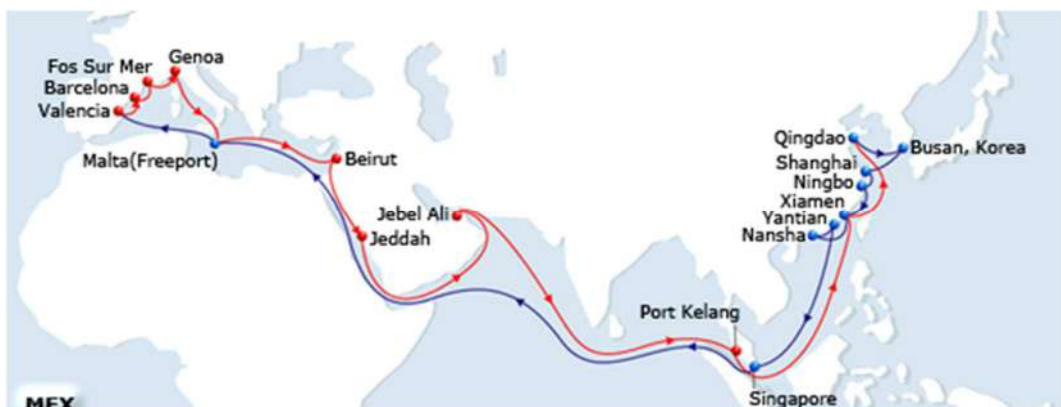 Genoa
Fos Sur Mer
Barcelona
Valencia
Malta(Freeport)
Beirut
Jebel Ali
Jeddah
Qingdao
Busan, Korea
Shanghai
Ningbo
Xiamen
Yantian
Nansha
Port Kelang
Singapore
MEX